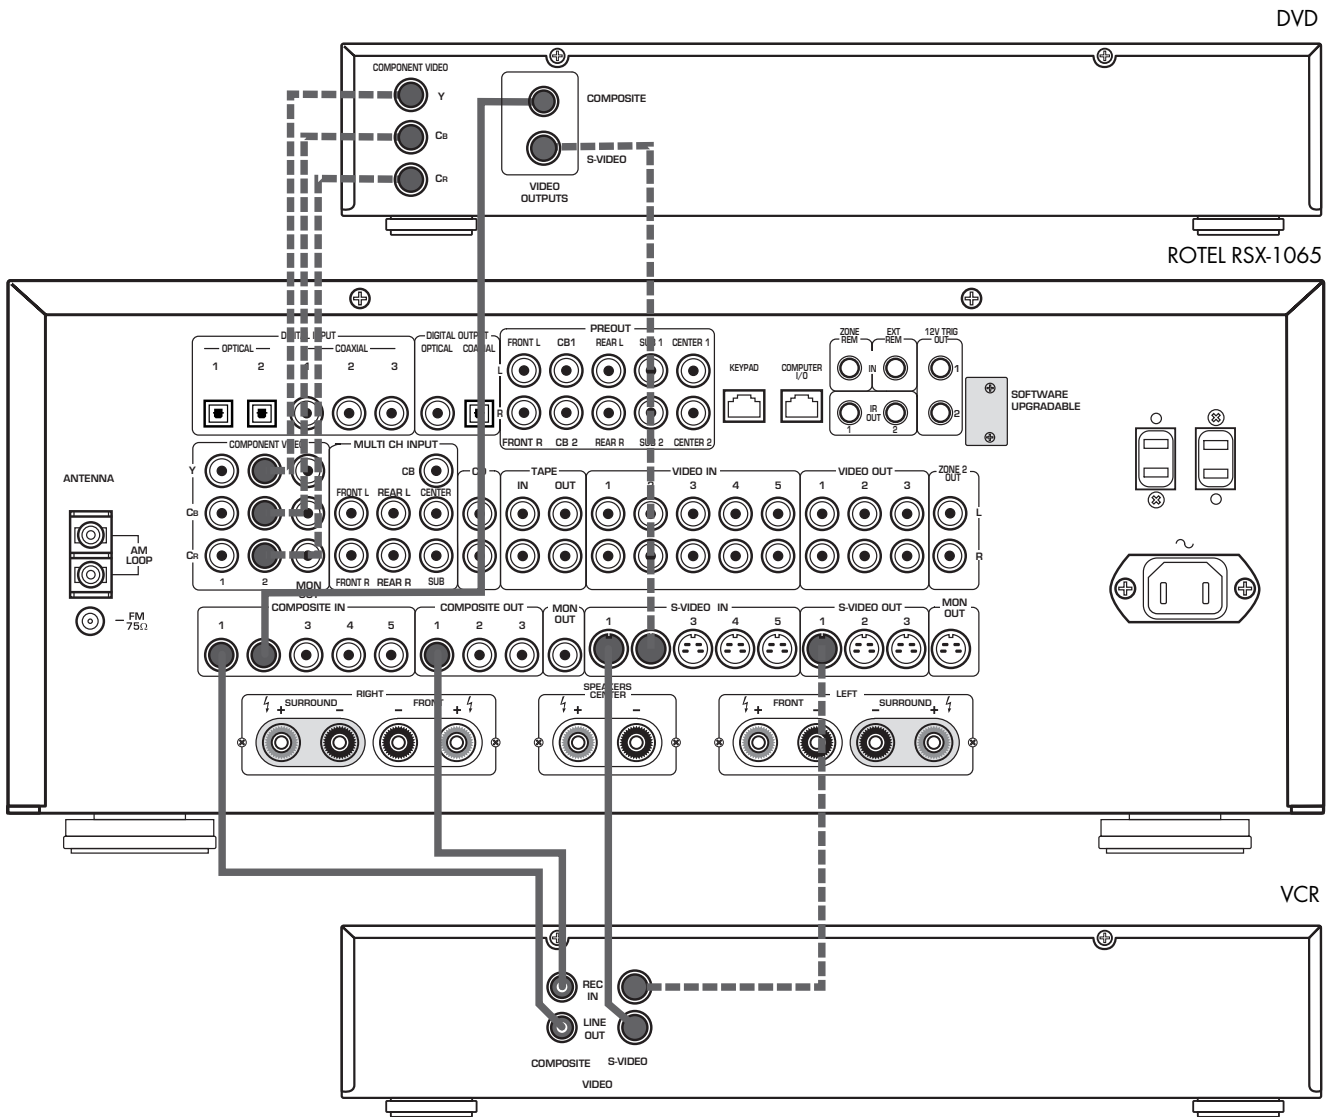 DVD
COMPONENT VIDEO
Y
CB
CR
COMPOSITE
S-VIDEO
VIDEO
OUTPUTS
ROTEL RSX-1065
DIGITAL INPUT
OPTICAL
COAXIAL
1 2 1 2 3
DIGITAL OUTPUT
OPTICAL COAXIAL
PREOUT
FRONT L CB1 REAR L SUB 1 CENTER 1
L
R
FRONT R CB 2 REAR R SUB 2 CENTER 2
KEYPAD
COMPUTER
I/O
ZONE
REM
EXT
REM
IN
IR
OUT
1 2
12V TRIG
OUT
1
2
SOFTWARE
UPGRADABLE
ANTENNA
AM
LOOP
FM
75Ω
COMPONENT VIDEO
Y
CB
CR
1 2 MON
OUT
MULTI CH INPUT
CB
FRONT L REAR L CENTER
FRONT R REAR R SUB
CD
TAPE
IN OUT
VIDEO IN
1 2 3 4 5
VIDEO OUT
1 2 3
ZONE 2
OUT
L
R
COMPOSITE IN
1 3 4 5
COMPOSITE OUT
1 2 3
MON
OUT
S-VIDEO IN
1 3 4 5
S-VIDEO OUT
1 2 3
MON
OUT
RIGHT
SURROUND
FRONT
+ - - +
SPEAKERS
CENTER
+ -
LEFT
FRONT
SURROUND
+ - - +
VCR
REC
IN
LINE
OUT
COMPOSITE
S-VIDEO
VIDEO